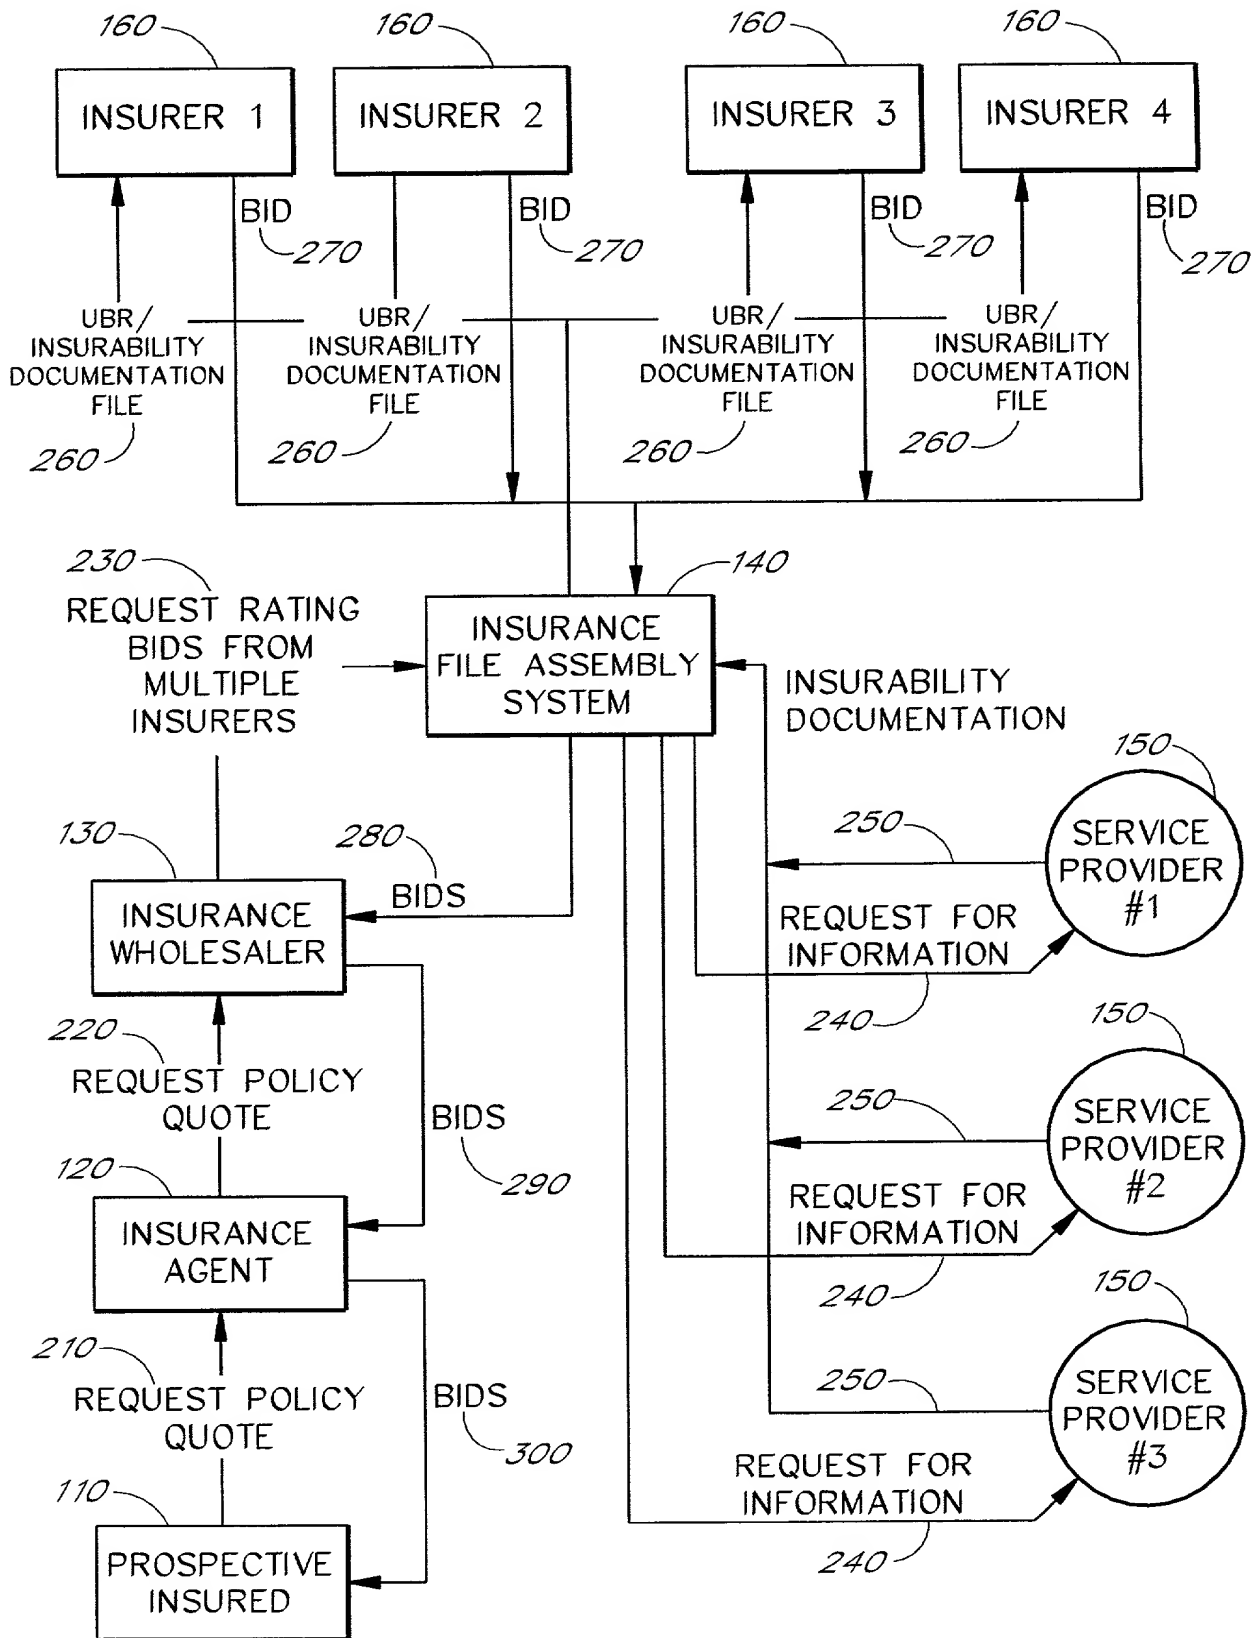 160 160 160 160
INSURER 1 INSURER 2 INSURER 3 INSURER 4
BID BID BID BID
270 270 270 270
UBR/ UBR/ UBR/ UBR/
INSURABILITY INSURABILITY INSURABILITY INSURABILITY
DOCUMENTATION DOCUMENTATION DOCUMENTATION DOCUMENTATION
FILE FILE FILE FILE
260 260 260 260
230
REQUEST RATING
BIDS FROM
MULTIPLE
INSURERS
140
INSURANCE
FILE ASSEMBLY
SYSTEM
INSURABILITY
DOCUMENTATION
150
250
SERVICE
PROVIDER
#1
REQUEST FOR
INFORMATION
240
130
280
BIDS
INSURANCE
WHOLESALER
220
REQUEST POLICY
QUOTE
BIDS
290
150
250
SERVICE
PROVIDER
#2
REQUEST FOR
INFORMATION
240
120
INSURANCE
AGENT
210
REQUEST POLICY
QUOTE
BIDS
300
150
250
SERVICE
PROVIDER
#3
REQUEST FOR
INFORMATION
240
110
PROSPECTIVE
INSURED